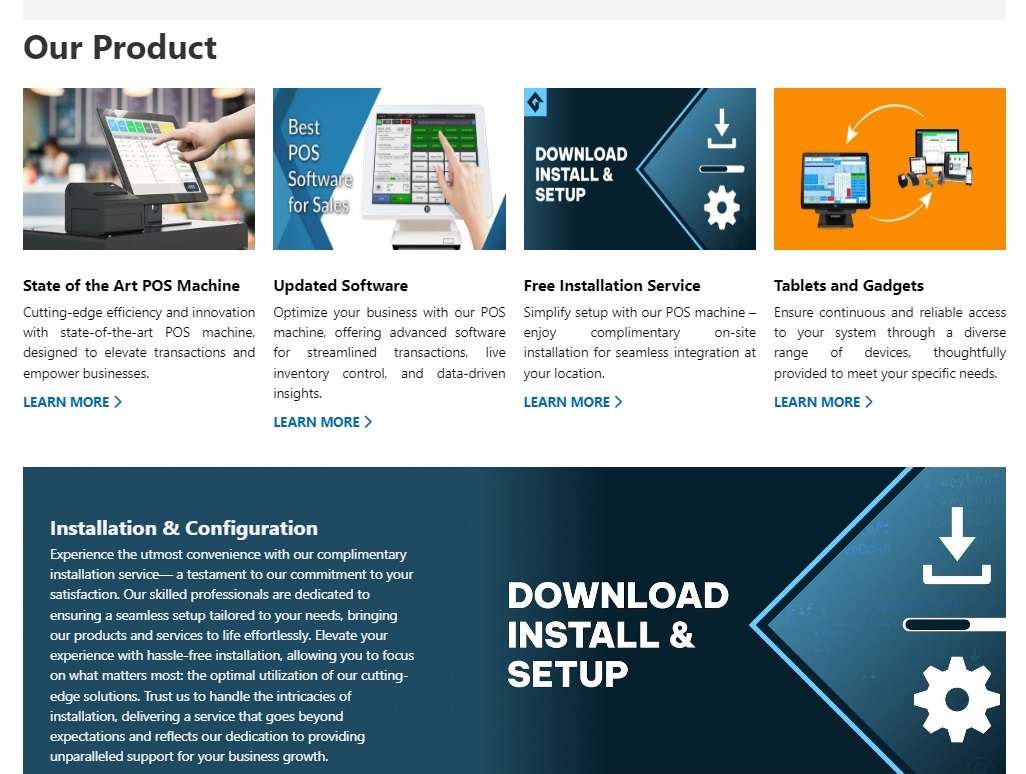 Our Product
Best
POS
Software
for Sales
DOWNLOAD
INSTALL &
SETUP
State of the Art POS Machine
Cutting-edge efficiency and innovation
with state-of-the-art POS machine,
designed to elevate transactions and
empower businesses.
LEARN MORE
Updated Software
Optimize your business with our POS
machine, offering advanced software
for streamlined transactions, live
inventory control, and data-driven
insights.
LEARN MORE
Free Installation Service
Simplify setup with our POS machine –
enjoy complimentary on-site
installation for seamless integration at
your location.
LEARN MORE
Tablets and Gadgets
Ensure continuous and reliable access
to your system through a diverse
range of devices, thoughtfully
provided to meet your specific needs.
LEARN MORE
Installation & Configuration
Experience the utmost convenience with our complimentary
installation service— a testament to our commitment to your
satisfaction. Our skilled professionals are dedicated to
ensuring a seamless setup tailored to your needs, bringing
our products and services to life effortlessly. Elevate your
experience with hassle-free installation, allowing you to focus
on what matters most: the optimal utilization of our cutting-
edge solutions. Trust us to handle the intricacies of
installation, delivering a service that goes beyond
expectations and reflects our dedication to providing
unparalleled support for your business growth.
DOWNLOAD
INSTALL &
SETUP